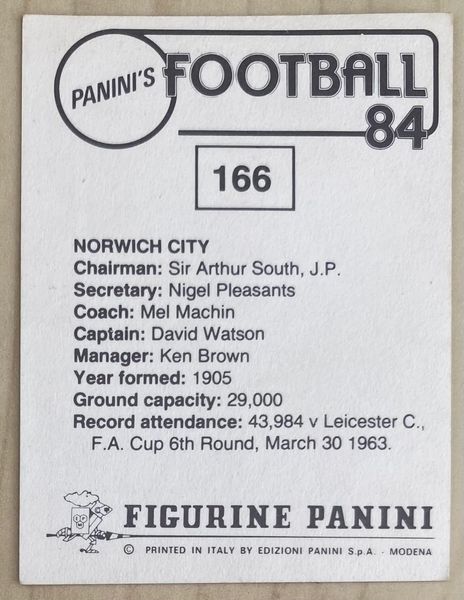 PANINI'S FOOTBALL
84
166
NORWICH CITY
Chairman: Sir Arthur South, J.P.
Secretary: Nigel Pleasants
Coach: Mel Machin
Captain: David Watson
Manager: Ken Brown
Year formed: 1905
Ground capacity: 29,000
Record attendance: 43,984 v Leicester C.,
F.A. Cup 6th Round, March 30 1963.
FIGURINE PANINI
© PRINTED IN ITALY BY EDIZIONI PANINI S.p.A. - MODENA